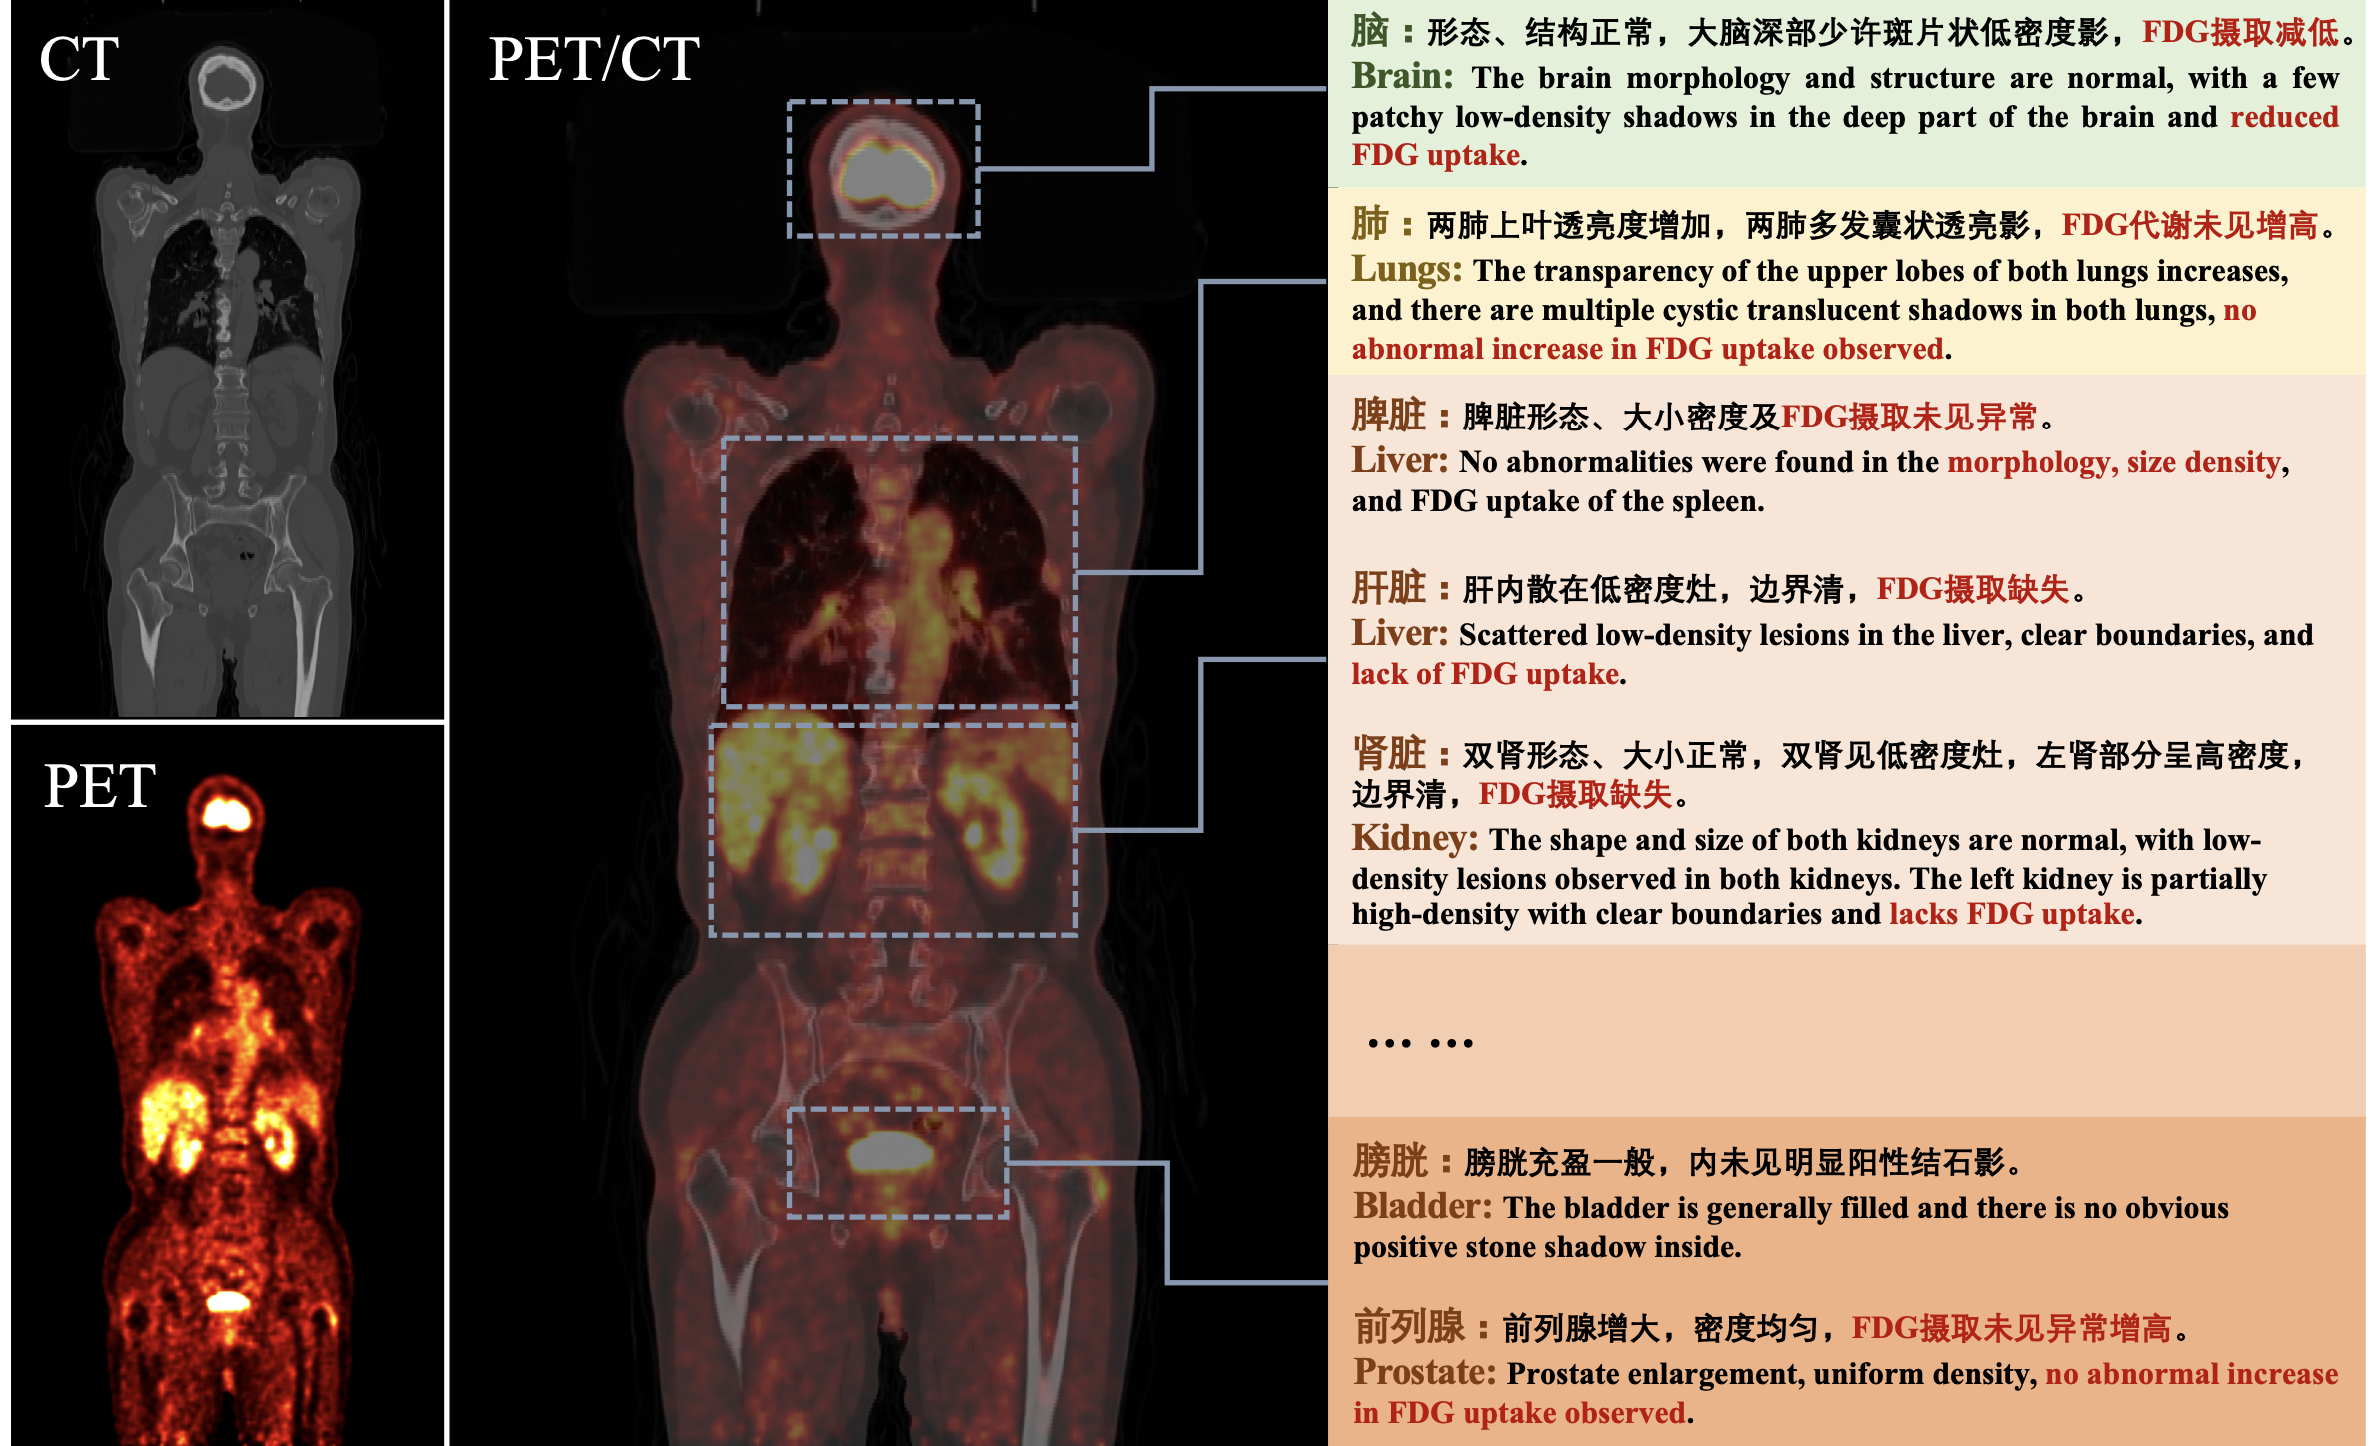 CT
PET/CT
PET
脑：形态、结构正常，大脑深部少许斑片状低密度影，FDG摄取减低。
Brain: The brain morphology and structure are normal, with a few
patchy low-density shadows in the deep part of the brain and reduced
FDG uptake.
肺：两肺上叶透亮度增加，两肺多发囊状透亮影，FDG代谢未见增高。
Lungs: The transparency of the upper lobes of both lungs increases,
and there are multiple cystic translucent shadows in both lungs, no
abnormal increase in FDG uptake observed.
脾脏：脾脏形态、大小密度及FDG摄取未见异常。
Liver: No abnormalities were found in the morphology, size density,
and FDG uptake of the spleen.
肝脏：肝内散在低密度灶，边界清，FDG摄取缺失。
Liver: Scattered low-density lesions in the liver, clear boundaries, and
lack of FDG uptake.
肾脏：双肾形态、大小正常，双肾见低密度灶，左肾部分呈高密度，
边界清，FDG摄取缺失。
Kidney: The shape and size of both kidneys are normal, with low-
density lesions observed in both kidneys. The left kidney is partially
high-density with clear boundaries and lacks FDG uptake.
... ...
膀胱：膀胱充盈一般，内未见明显阳性结石影。
Bladder: The bladder is generally filled and there is no obvious
positive stone shadow inside.
前列腺：前列腺增大，密度均匀，FDG摄取未见异常增高。
Prostate: Prostate enlargement, uniform density, no abnormal increase
in FDG uptake observed.